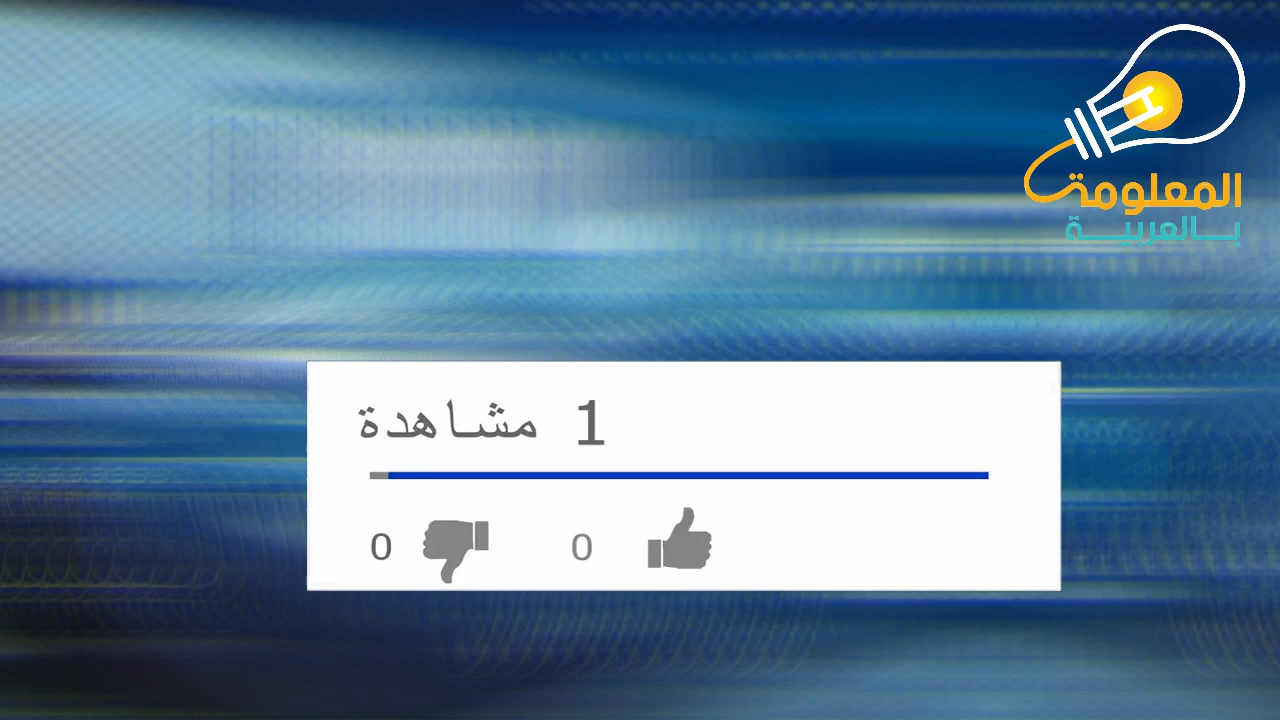 المعلومة
بالعربية
1 مشاهدة
0 0